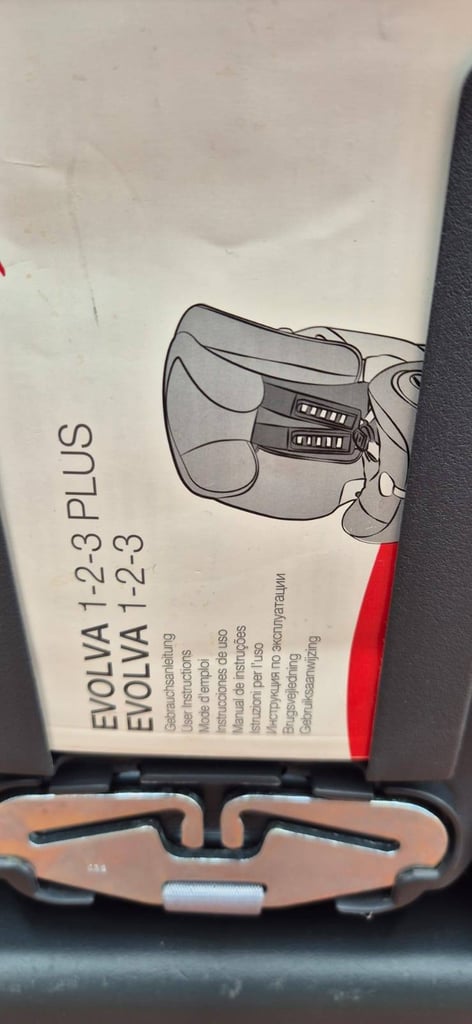 EVOLVA 1-2-3 PLUS
EVOLVA 1-2-3
Gebrauchsanleitung
User Instructions
Mode d'emploi
Instrucciones de uso
Manual de instruções
Istruzioni per l'uso
Инструкция по эксплуатации
Brugsvejledning
Gebruiksaanwijzing